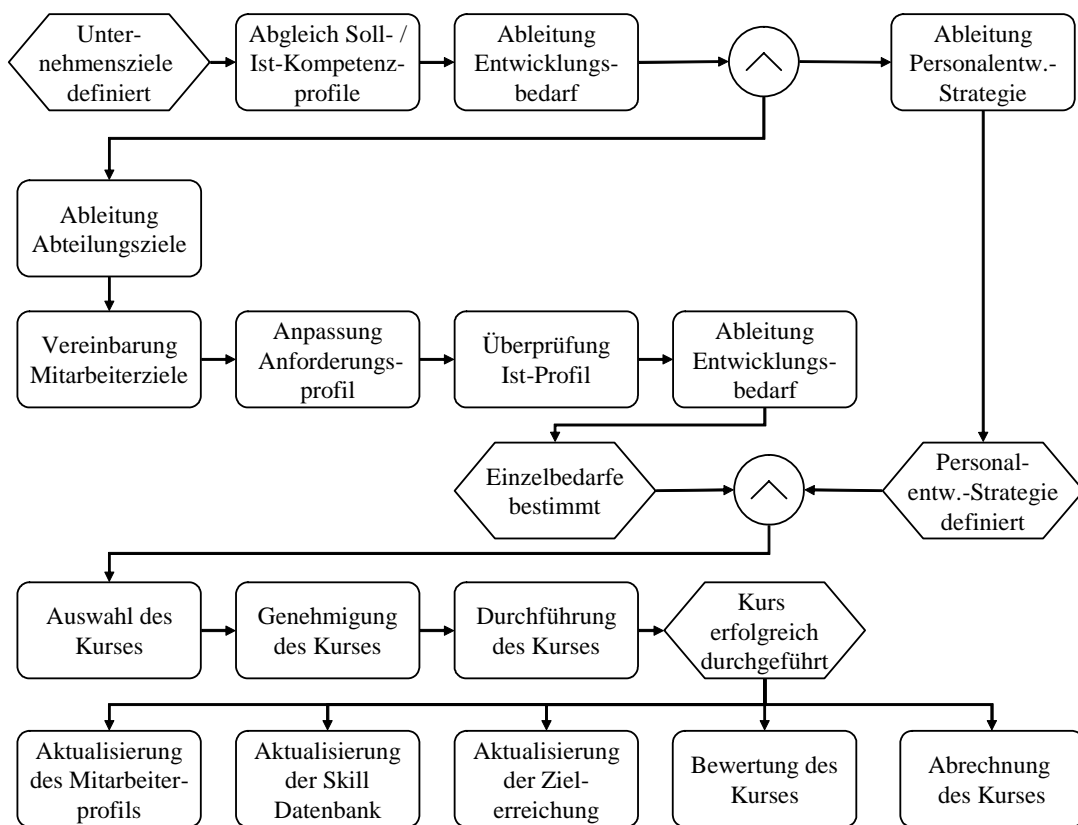 Unter-
nehmensziele
definiert
Abgleich Soll- /
Ist-Kompetenz-
profile
Ableitung
Entwicklungs-
bedarf
Ableitung
Personalentw.-
Strategie
Ableitung
Abteilungsziele
Vereinbarung
Mitarbeiterziele
Anpassung
Anforderungs-
profil
Überprüfung
Ist-Profil
Ableitung
Entwicklungs-
bedarf
Einzelbedarfe
bestimmt
Personal-
entw.-Strategie
definiert
Auswahl des
Kurses
Genehmigung
des Kurses
Durchführung
des Kurses
Kurs
erfolgreich
durchgeführt
Aktualisierung
des Mitarbeiter-
profils
Aktualisierung
der Skill
Datenbank
Aktualisierung
der Ziel-
erreichung
Bewertung des
Kurses
Abrechnung
des Kurses